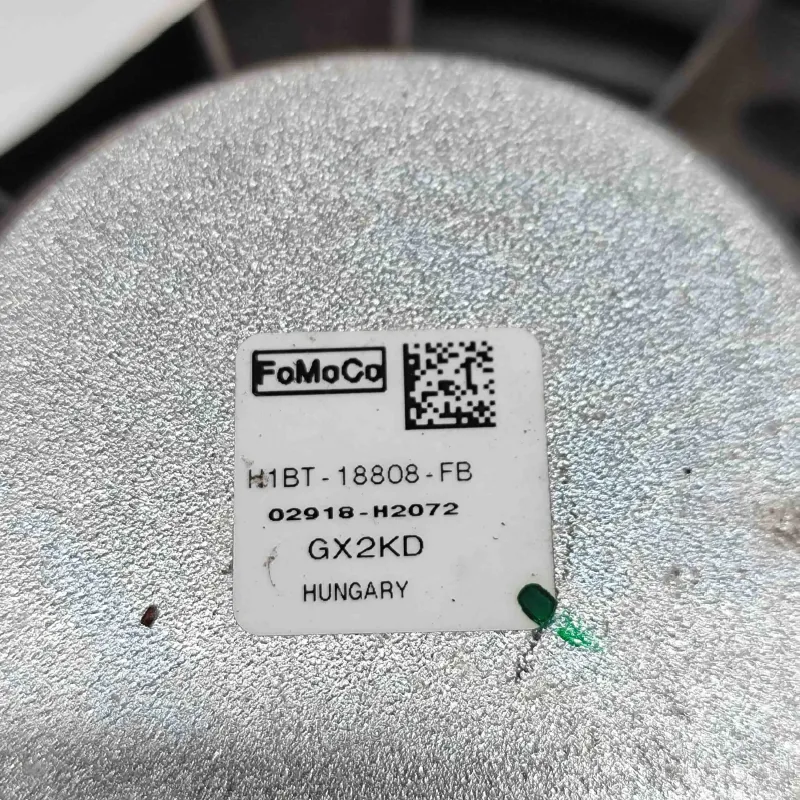 FoMoCo
H1BT-18808-FB
02918-H2072
GX2KD
HUNGARY